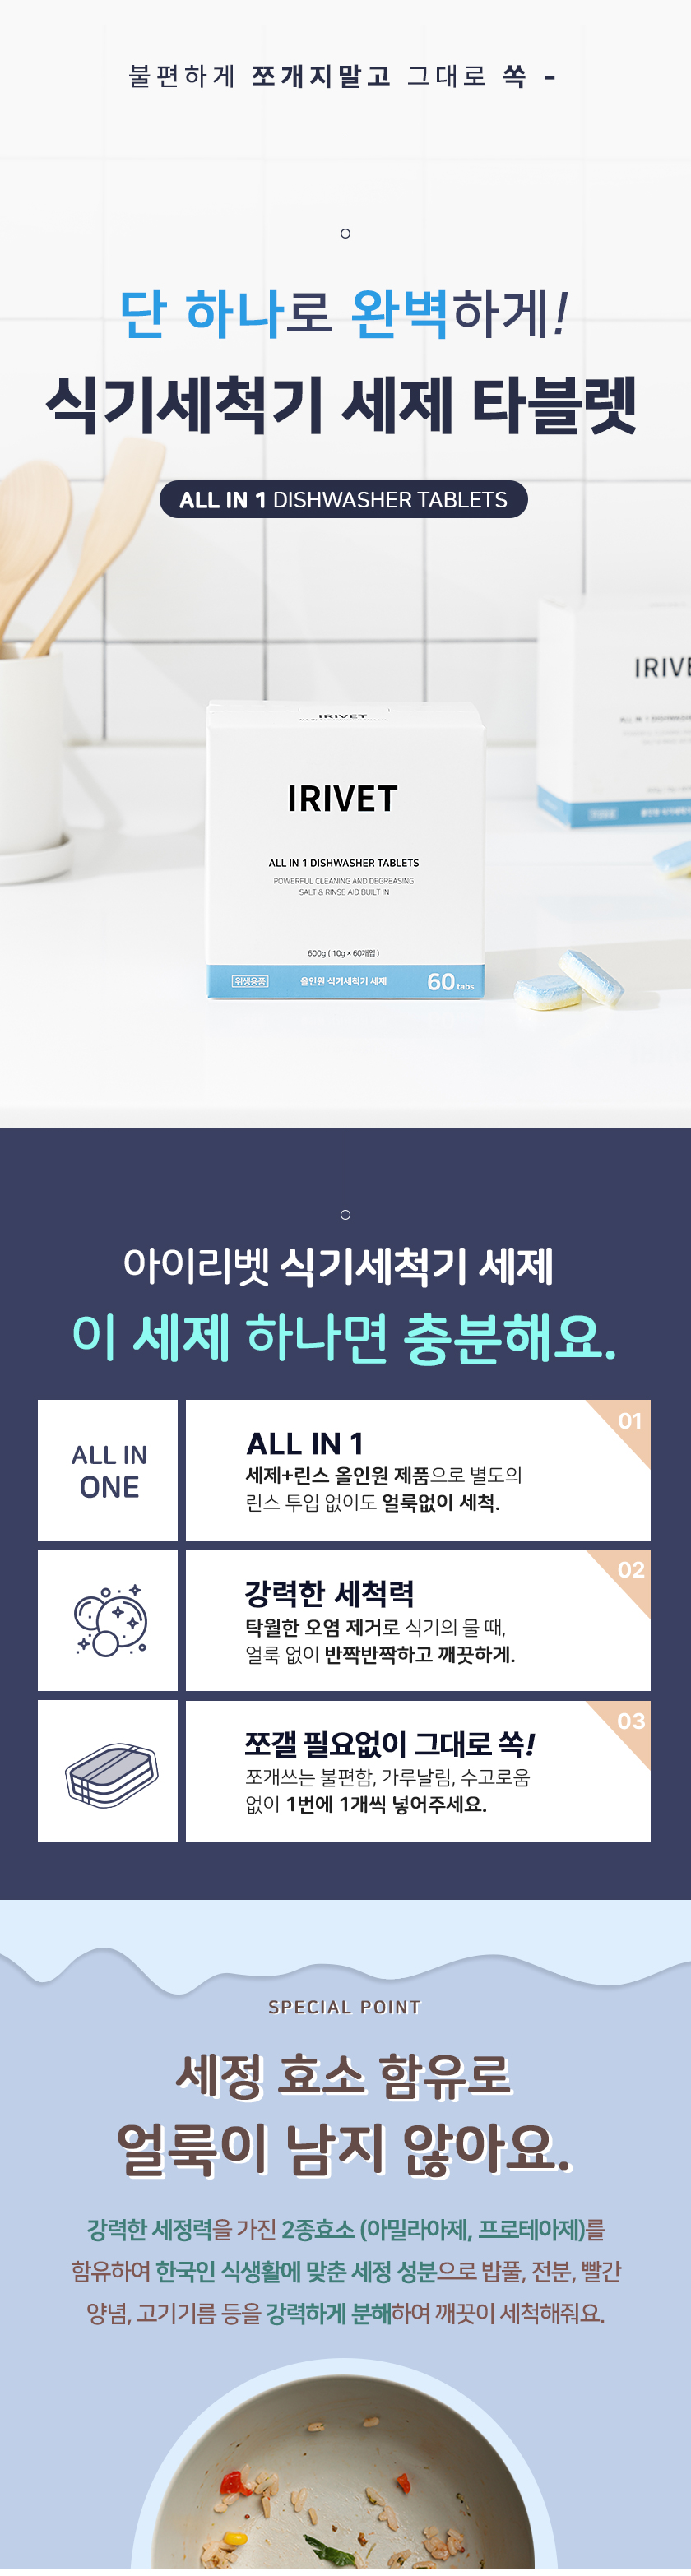 불편하게 쪼개지말고 그대로 쏙 -
단 하나로 완벽하게!
식기세척기 세제 타블렛
ALL IN 1 DISHWASHER TABLETS
IRIVE
IRIVET
IRIVET
ALL IN 1 DISHWASHER TABLETS
POWERFUL CLEANING AND DEGREASING
SALT & RINSE AID BUILT IN
600g ( 10g × 60개입 )
위생용품 올인원 식기세척기 세제 60 tabs
아이리벳 식기세척기 세제
이 세제 하나면 충분해요.
ALL IN
ONE
01
ALL IN 1
세제+린스 올인원 제품으로 별도의
린스 투입 없이도 얼룩없이 세척.
02
강력한 세척력
탁월한 오염 제거로 식기의 물 때,
얼룩 없이 반짝반짝하고 깨끗하게.
03
쪼갤 필요없이 그대로 쏙!
쪼개쓰는 불편함, 가루날림, 수고로움
없이 1번에 1개씩 넣어주세요.
SPECIAL POINT
세정 효소 함유로
얼룩이 남지 않아요.
강력한 세정력을 가진 2종효소 (아밀라아제, 프로테아제)를
함유하여 한국인 식생활에 맞춘 세정 성분으로 밥풀, 전분, 빨간
양념, 고기기름 등을 강력하게 분해하여 깨끗이 세척해줘요.